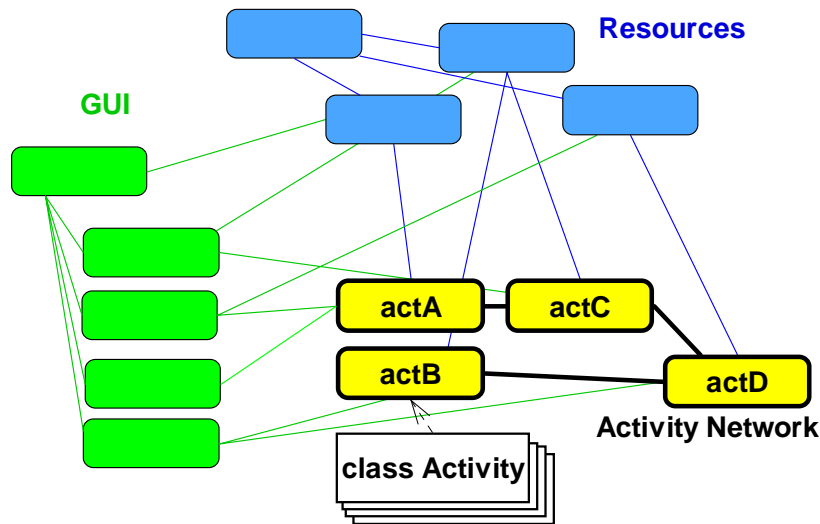 Resources
GUI
actA
actC
actB
actD
Activity Network
class Activity